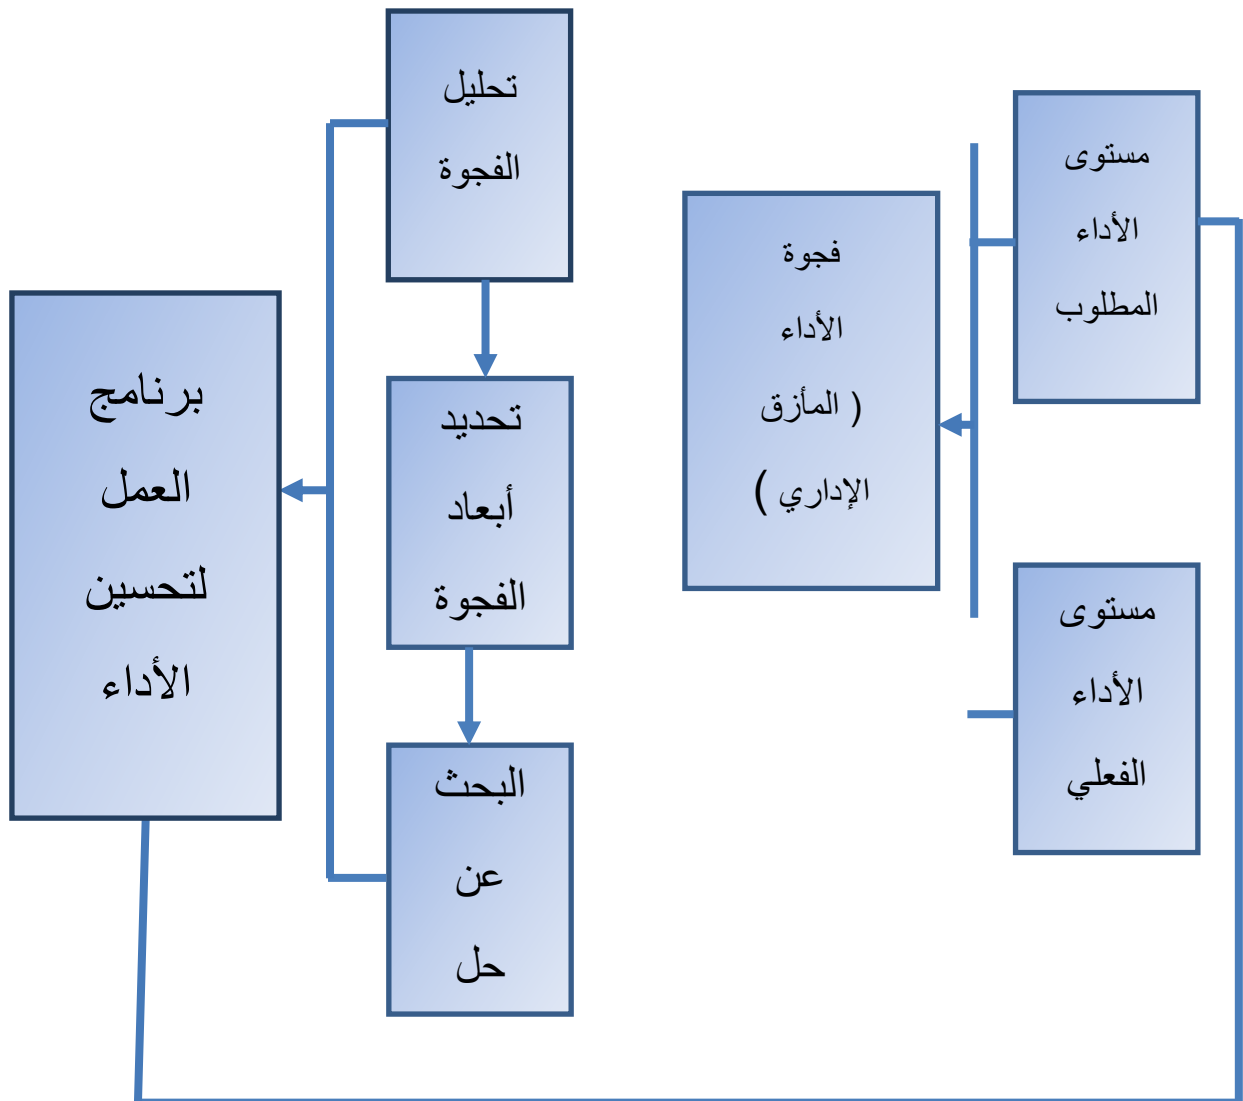 مستوى
الأداء
المطلوب
مستوى
الأداء
الفعلي
فجوة
الأداء
( المأزق
الإداري )
تحليل
الفجوة
تحديد
أبعاد
الفجوة
البحث
عن
حل
برنامج
العمل
لتحسين
الأداء